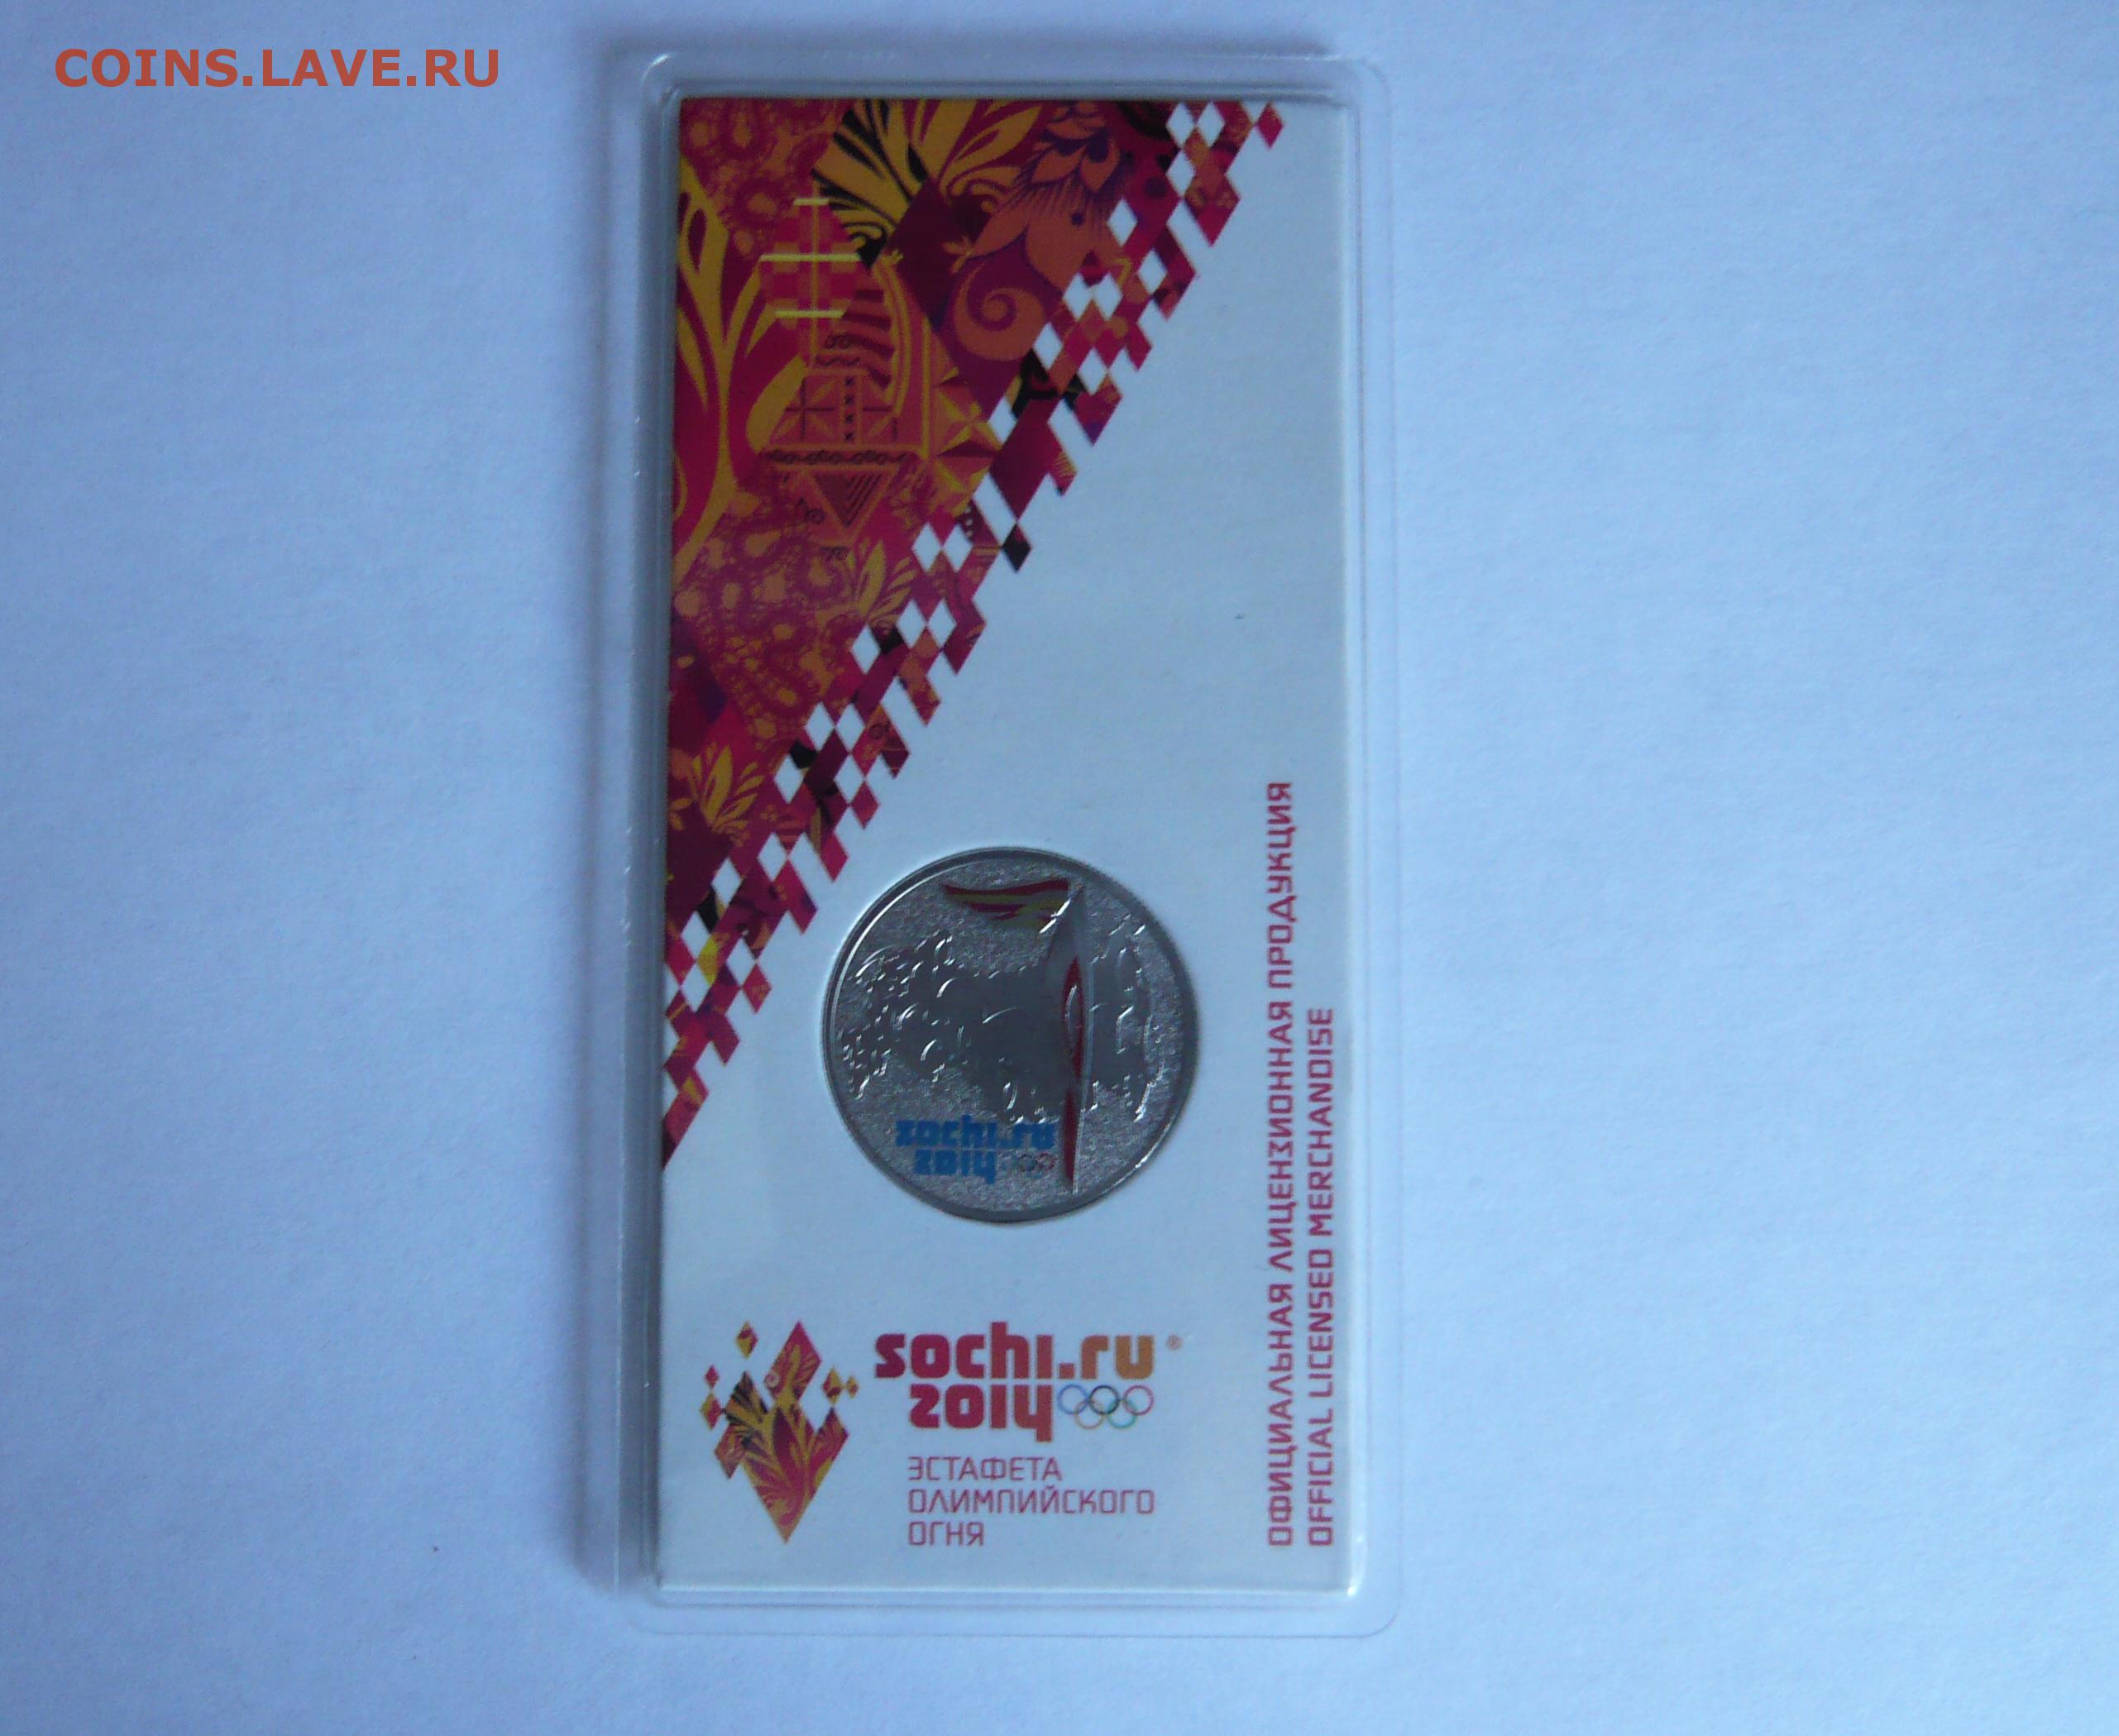 COINS.LAVE.RU
sochi.ru
2014
sochi.ru®
2014
ЭСТАФЕТА
ОЛИМПИЙСКОГО
ОГНЯ
ОФИЦИАЛЬНАЯ ЛИЦЕНЗИОННАЯ ПРОДУКЦИЯ
OFFICIAL LICENSED MERCHANDISE